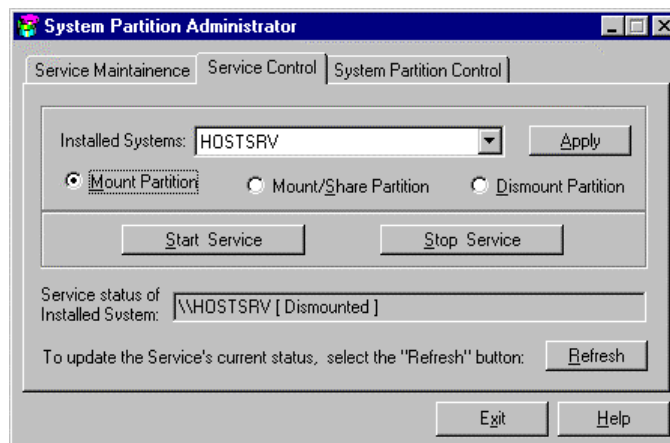 System Partition Administrator
Service Maintainence Service Control System Partition Control
Installed Systems: HOSTSRV Apply
Mount Partition Mount/Share Partition Dismount Partition
Start Service Stop Service
Service status of
Installed System: \\HOSTSRV [ Dismounted ]
To update the Service's current status, select the "Refresh" button: Refresh
Exit Help